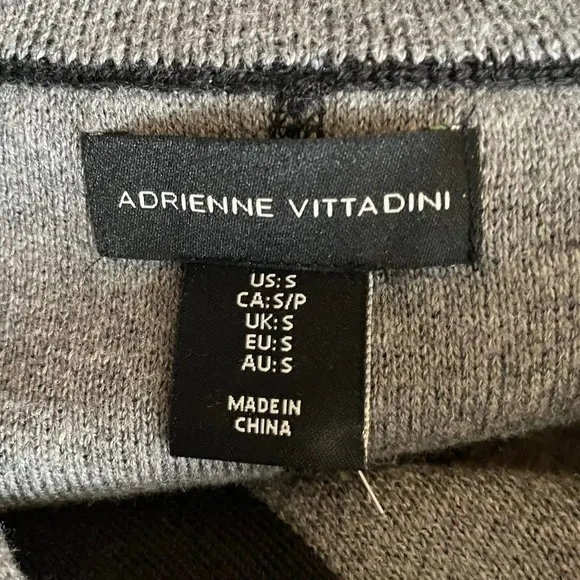 ADRIENNE VITTADINI
US: S
CA: S/P
UK: S
EU: S
AU: S
MADE IN
CHINA